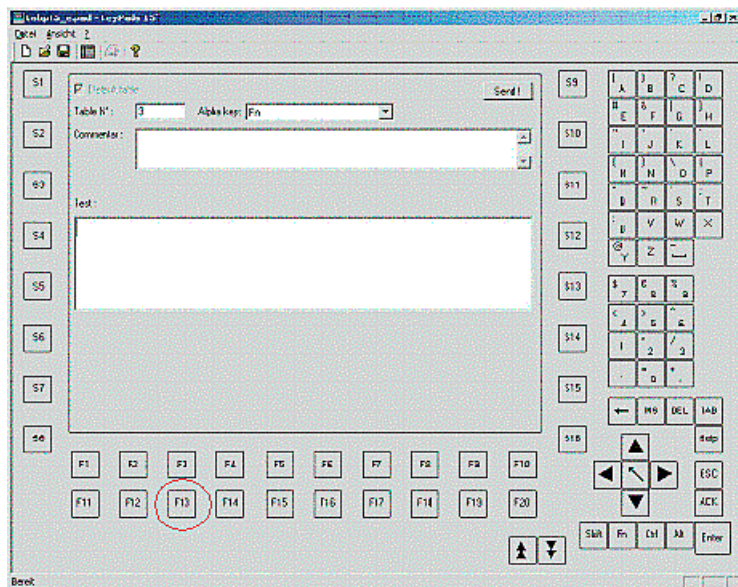 Datei Ansicht ?
S1
Default table
Send !
S9
Table N° : 3 Alpha key: Fn
S2
Commentar :
S10
S3
S11
Test :
S4
S12
S5
S13
S6
S14
S7
S15
S8
S16
A B C D
E F G H
I J K L
N O P
R S T
U V W X
@ Y Z
$ 7 8 % 9
< 4 > 5 ^ 6
1 * 2 / 3
. = 0 +
← INS DEL TAB
Help
ESC
ACK
F1 F2 F3 F4 F5 F6 F7 F8 F9 F10
F11 F12 F13 F14 F15 F16 F17 F18 F19 F20
Shift Fn Ctrl Alt Enter
Bereit